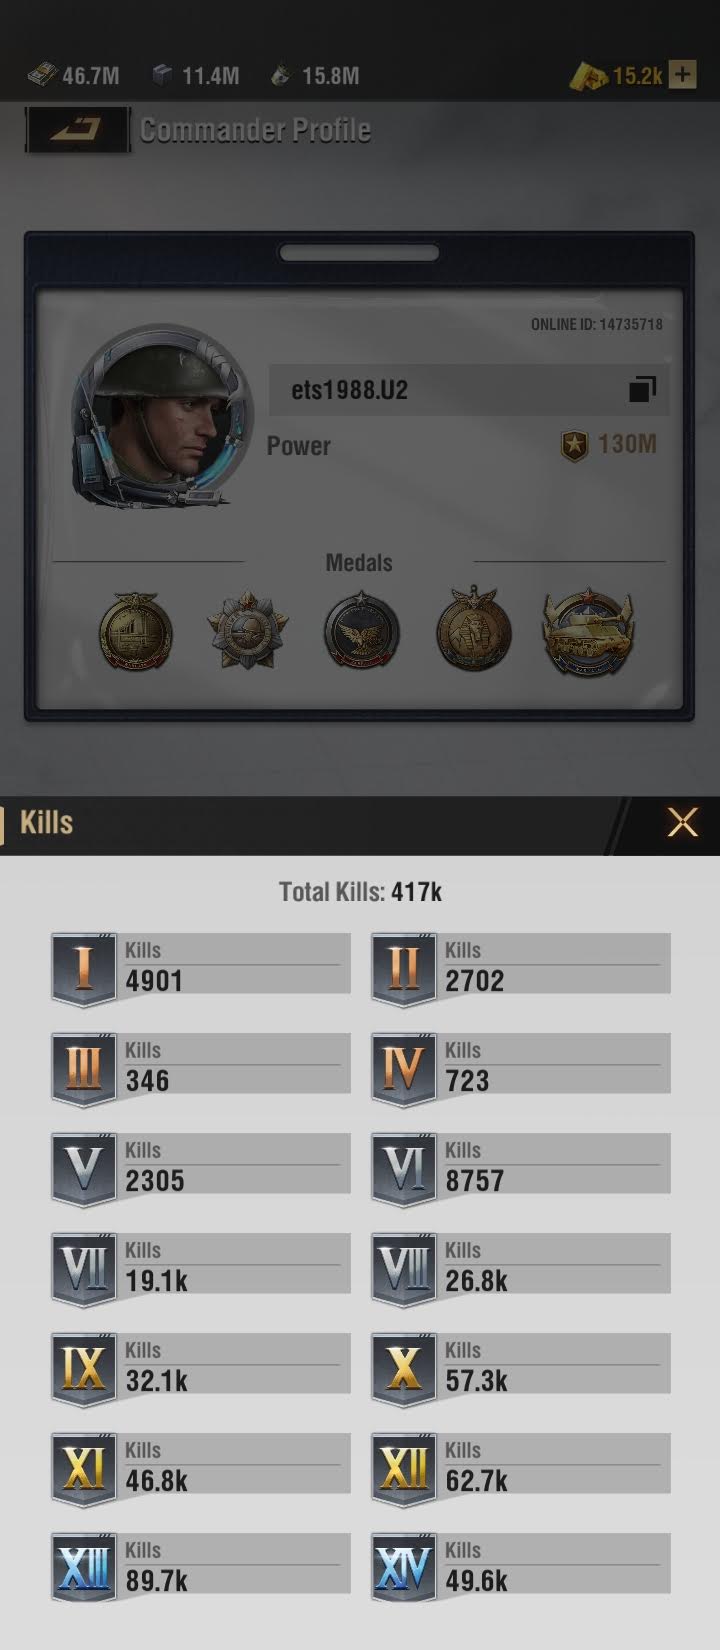 46.7M 11.4M 15.8M 15.2k +
Commander Profile
ONLINE ID: 14735718
ets1988.U2
Power 130M
Medals
Kills
Total Kills: 417k
I Kills 4901
II Kills 2702
III Kills 346
IV Kills 723
V Kills 2305
VI Kills 8757
VII Kills 19.1k
VIII Kills 26.8k
IX Kills 32.1k
X Kills 57.3k
XI Kills 46.8k
XII Kills 62.7k
XIII Kills 89.7k
XIV Kills 49.6k